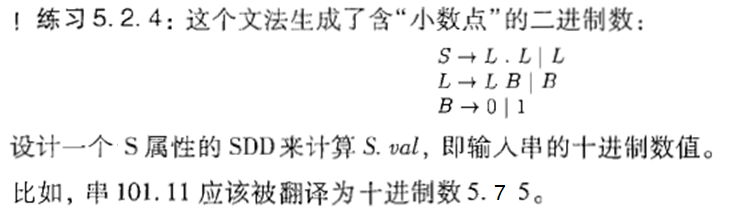 ！ 练习 5.2.4：这个文法生成了含“小数点”的二进制数：
S → L . L | L
L → L B | B
B → 0 | 1
设计一个 S 属性的 SDD 来计算 S. val，即输入串的十进制数值。
比如，串 101.11 应该被翻译为十进制数 5.7 5。